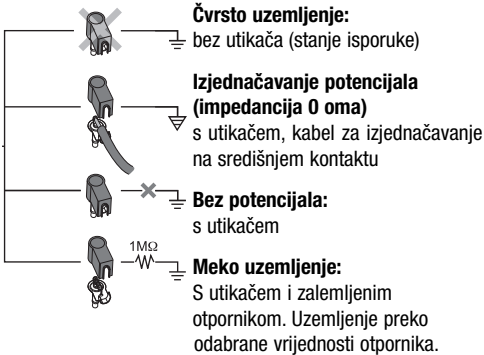 Čvrsto uzemljenje:
bez utikača (stanje isporuke)
Izjednačavanje potencijala
(impedancija 0 oma)
s utikačem, kabel za izjednačavanje
na središnjem kontaktu
Bez potencijala:
s utikačem
1MΩ
Meko uzemljenje:
S utikačem i zalemljenim
otpornikom. Uzemljenje preko
odabrane vrijednosti otpornika.